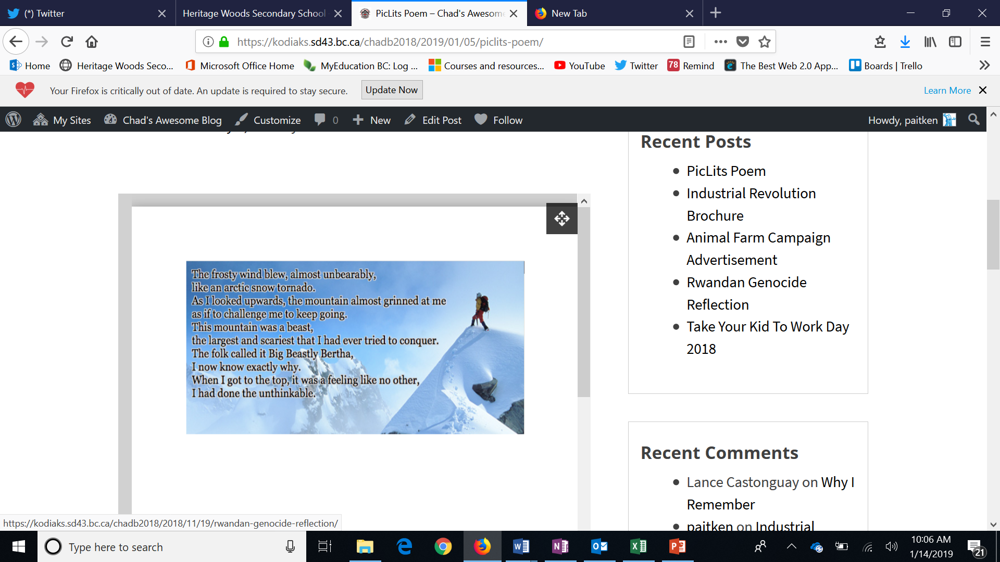 (*) Twitter
Heritage Woods Secondary School
PicLits Poem – Chad's Awesome
New Tab
https://kodiaks.sd43.bc.ca/chadb2018/2019/01/05/piclits-poem/
Home
Heritage Woods Seco...
Microsoft Office Home
MyEducation BC: Log ...
Courses and resources...
YouTube
Twitter
78 Remind
The Best Web 2.0 App...
Boards | Trello
Your Firefox is critically out of date. An update is required to stay secure.
Update Now
Learn More
My Sites
Chad's Awesome Blog
Customize
0
New
Edit Post
Follow
Howdy, paitken
The frosty wind blew, almost unbearably,
like an arctic snow tornado.
As I looked upwards, the mountain almost grinned at me
as if to challenge me to keep going.
This mountain was a beast,
the largest and scariest that I had ever tried to conquer.
The folk called it Big Beastly Bertha,
I now know exactly why.
When I got to the top, it was a feeling like no other,
I had done the unthinkable.
Recent Posts
PicLits Poem
Industrial Revolution
Brochure
Animal Farm Campaign
Advertisement
Rwandan Genocide
Reflection
Take Your Kid To Work Day
2018
Recent Comments
Lance Castonguay on Why I
Remember
paitken on Industrial
https://kodiaks.sd43.bc.ca/chadb2018/2018/11/19/rwandan-genocide-reflection/
Type here to search
10:06 AM
1/14/2019
21